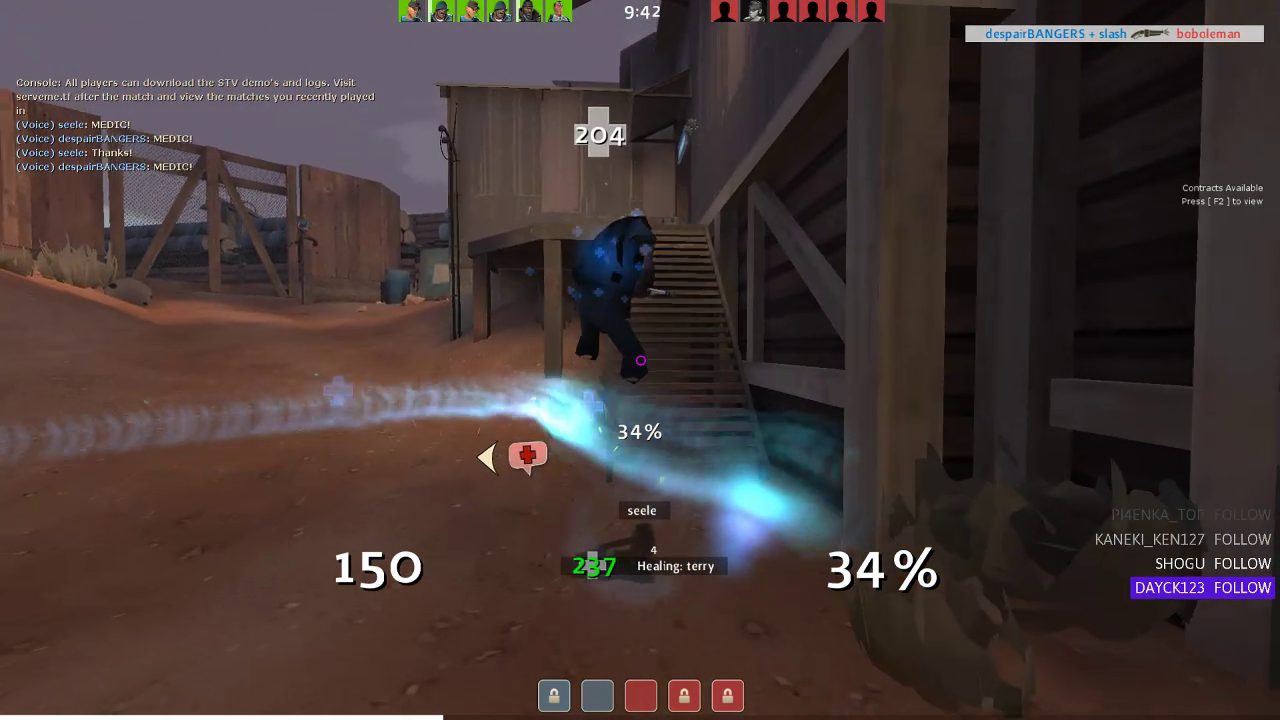 9:42
despairBANGERS + slash boboleman
Console: All players can download the STV demo's and logs. Visit
serveme.tf after the match and view the matches you recently played
in
(Voice) seele: MEDIC!
(Voice) despairBANGERS: MEDIC!
(Voice) seele: Thanks!
(Voice) despairBANGERS: MEDIC!
204
Contracts Available
Press [ F2 ] to view
34%
seele
4
150
237 Healing: terry
34%
FOLLOW
KANEKI_KEN127 FOLLOW
SHOGU FOLLOW
DAYCK123 FOLLOW